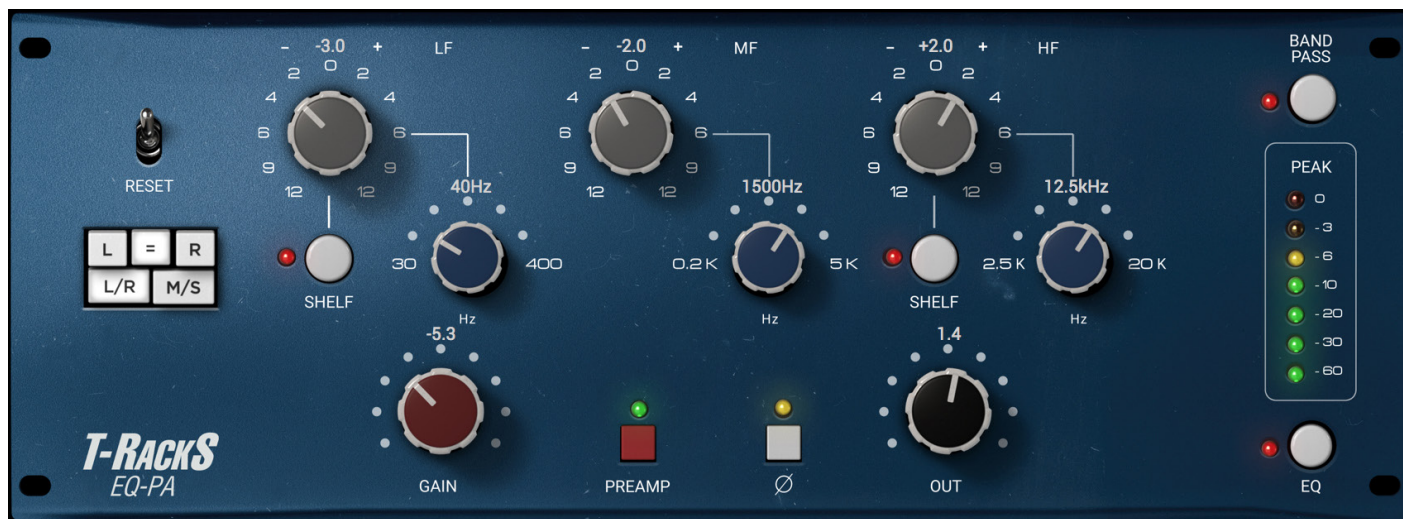 - -3.0 + LF
- -2.0 + MF
- +2.0 + HF
BAND
PASS
2 0 2
2 0 2
2 0 2
4 4
4 4
4 4
6 6
6 6
6 6
9 9
9 9
9 9
12 12
12 12
12 12
RESET
PEAK
0
-3
-6
-10
-20
-30
-60
40Hz
1500Hz
12.5kHz
L = R
L/R M/S
30 400
0.2K 5K
2.5 K 20 K
SHELF
SHELF
Hz
Hz
Hz
-5.3
1.4
T-RACKS
EQ-PA
GAIN
PREAMP
Ø
OUT
EQ